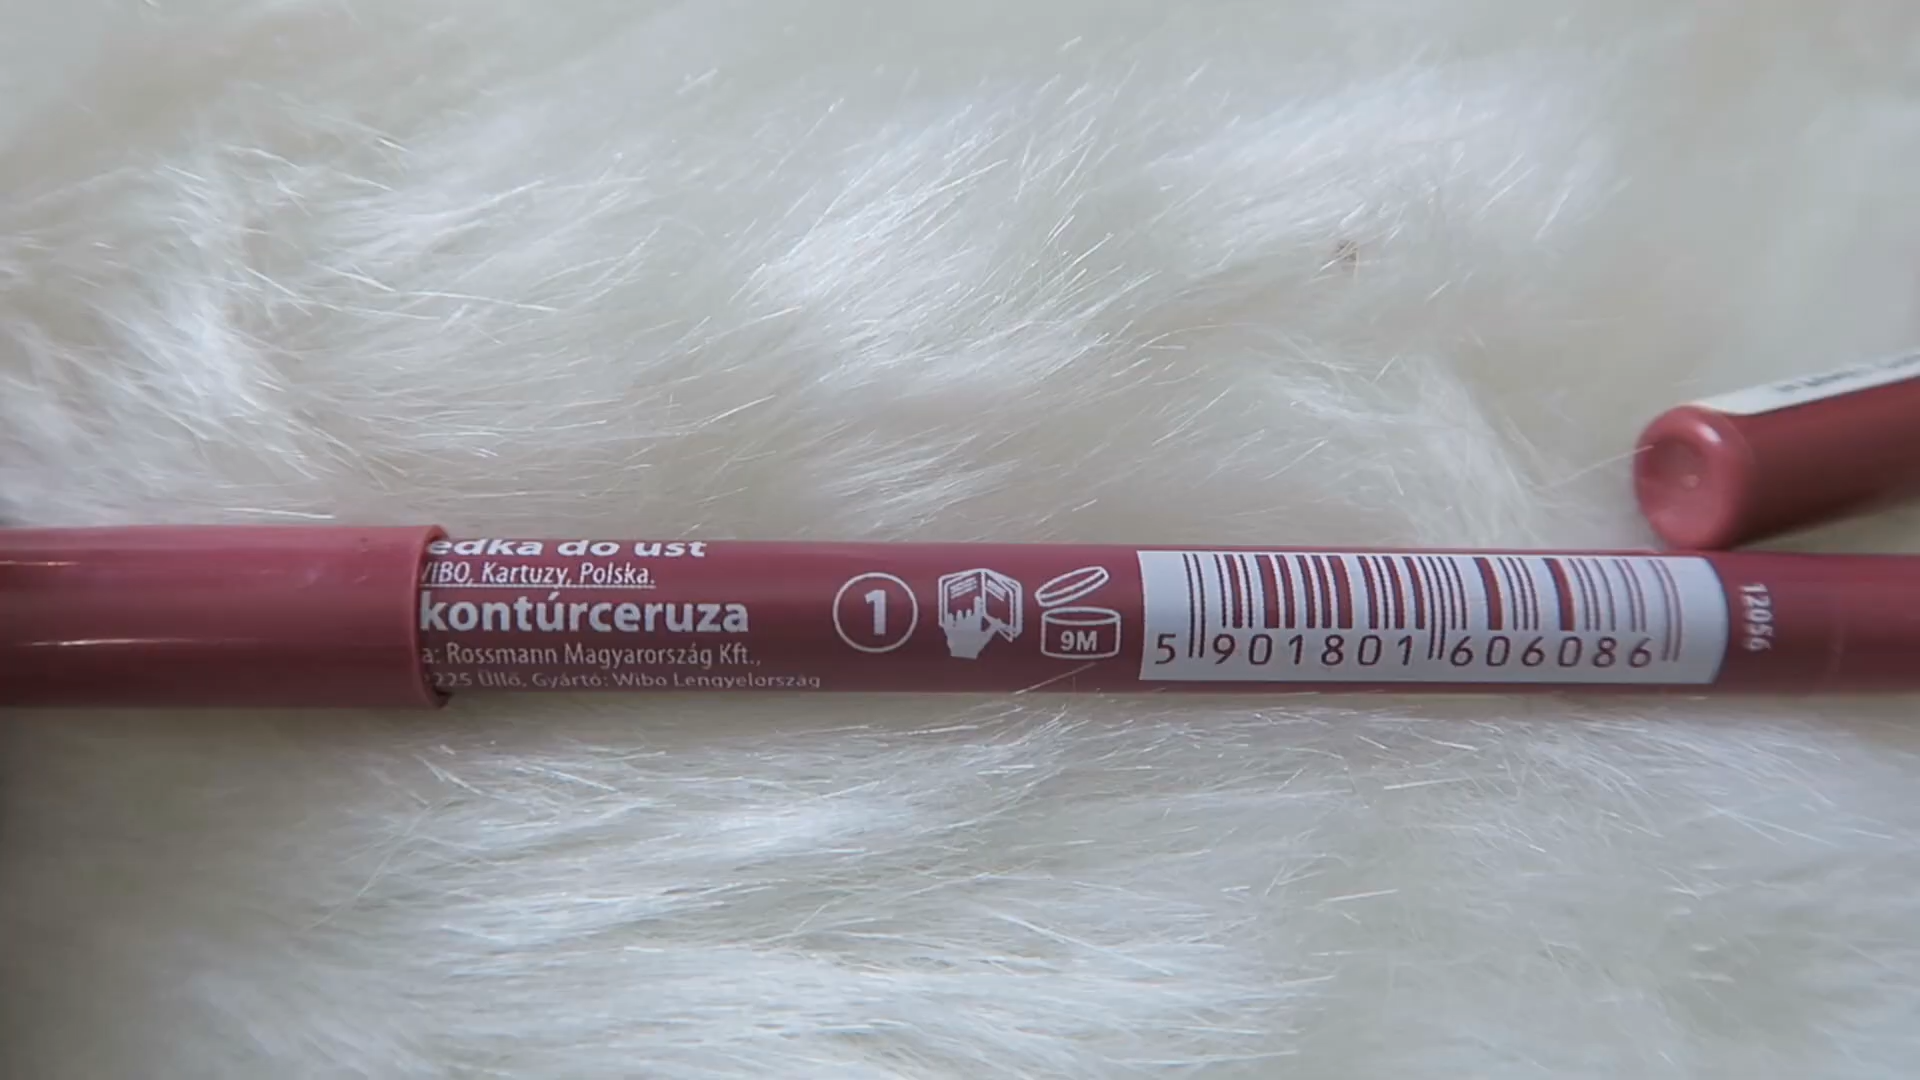 edka do ust
WIBO, Kartuzy, Polska.
kontúrceruza
a: Rossmann Magyarország Kft.,
225 Üllő, Gyártó: Wibo Lengyelország
1
9M
5 901801 606086
12056